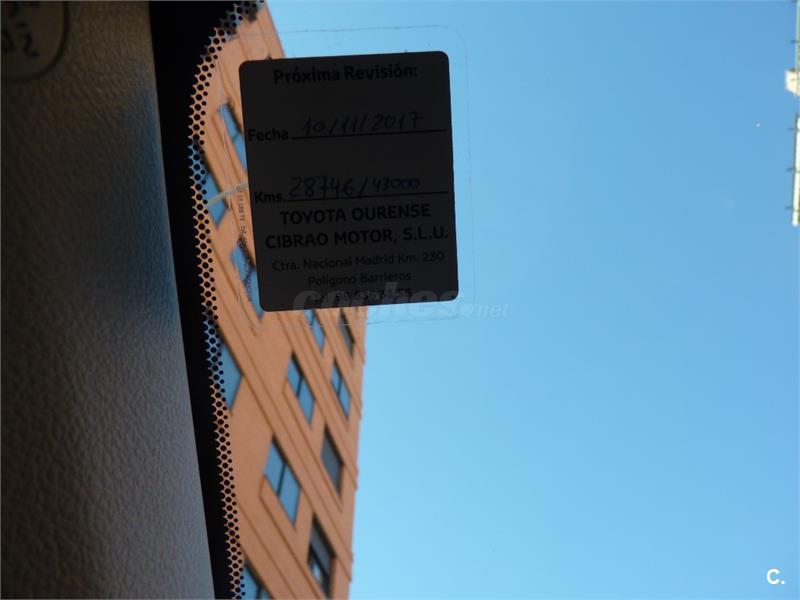 Próxima Revisión:
Fecha 10/11/2017
Kms. 28746/43000
TOYOTA OURENSE
CIBRAO MOTOR, S.L.U.
Ctra. Nacional Madrid Km. 230
Polígono Barrieros
coches.net
C.